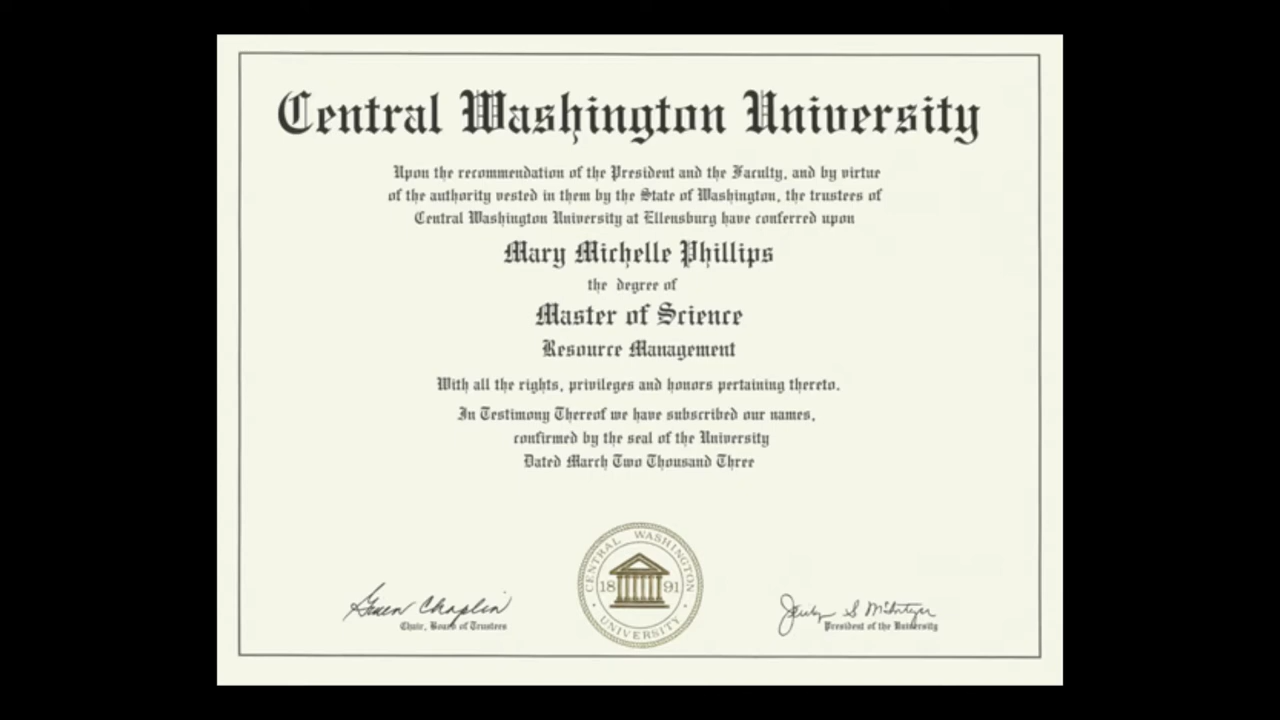 Central Washington University
Upon the recommendation of the President and the Faculty, and by virtue
of the authority vested in them by the State of Washington, the trustees of
Central Washington University at Ellensburg have conferred upon
Mary Michelle Phillips
the degree of
Master of Science
Resource Management
With all the rights, privileges and honors pertaining thereto.
In Testimony Thereof we have subscribed our names,
confirmed by the seal of the University
Dated March Two Thousand Three
CENTRAL WASHINGTON
18 91
UNIVERSITY
Gwen Chaplin
Chair, Board of Trustees
S McIntyre
President of the University